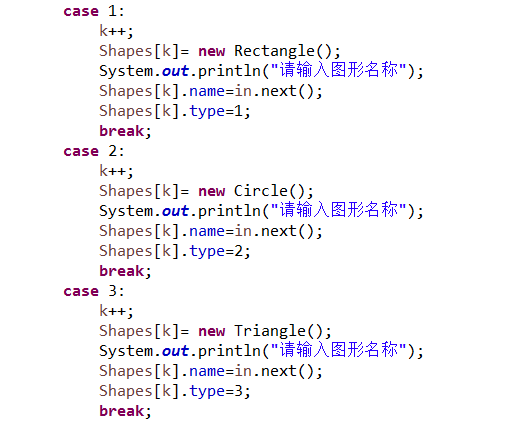 case 1:
    k++;
    Shapes[k]= new Rectangle();
    System.out.println("请输入图形名称");
    Shapes[k].name=in.next();
    Shapes[k].type=1;
    break;
case 2:
    k++;
    Shapes[k]= new Circle();
    System.out.println("请输入图形名称");
    Shapes[k].name=in.next();
    Shapes[k].type=2;
    break;
case 3:
    k++;
    Shapes[k]= new Triangle();
    System.out.println("请输入图形名称");
    Shapes[k].name=in.next();
    Shapes[k].type=3;
    break;